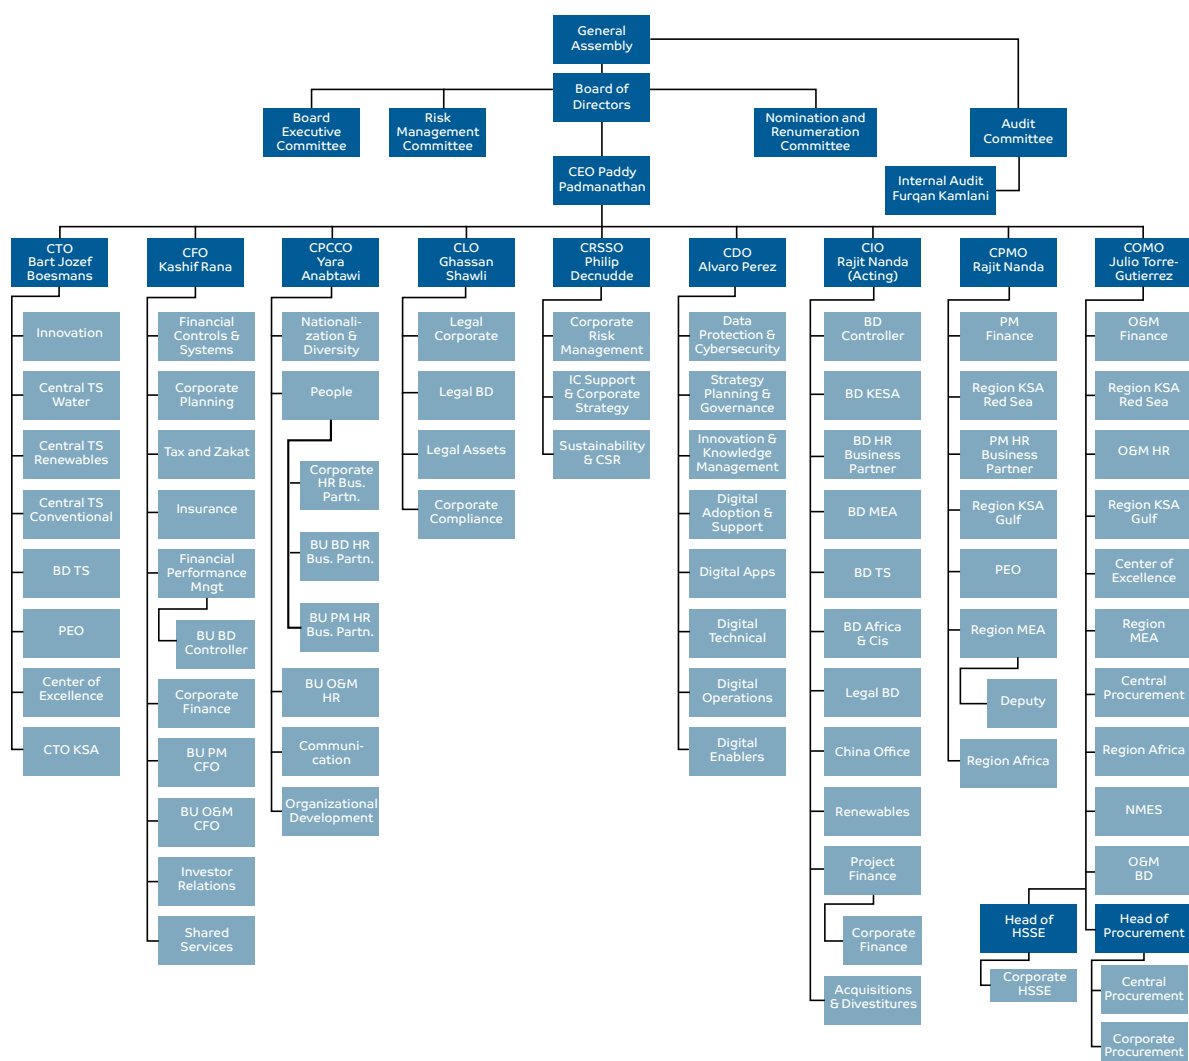 General
Assembly
Board of
Directors
Board
Executive
Committee
Risk
Management
Committee
Nomination and
Renumeration
Committee
Audit
Committee
CEO Paddy
Padmanathan
Internal Audit
Furqan Kamlani
CTO
Bart Jozef
Boesmans
Innovation
Central TS
Water
Central TS
Renewables
Central TS
Conventional
BD TS
PEO
Center of
Excellence
CTO KSA
CFO
Kashif Rana
Financial
Controls &
Systems
Corporate
Planning
Tax and Zakat
Insurance
Financial
Performance
Mngt
BU BD
Controller
Corporate
Finance
BU PM
CFO
BU O&M
CFO
Investor
Relations
Shared
Services
CPCCO
Yara
Anabtawi
Nationali-
zation &
Diversity
People
Corporate
HR Bus.
Partn.
BU BD HR
Bus. Partn.
BU PM HR
Bus. Partn.
BU O&M
HR
Communi-
cation
Organizational
Development
CLO
Ghassan
Shawli
Legal
Corporate
Legal BD
Legal Assets
Corporate
Compliance
CRSSO
Philip
Decnudde
Corporate
Risk
Management
IC Support
& Corporate
Strategy
Sustainability
& CSR
CDO
Alvaro Perez
Data
Protection &
Cybersecurity
Strategy
Planning &
Governance
Innovation &
Knowledge
Management
Digital
Adoption &
Support
Digital Apps
Digital
Technical
Digital
Operations
Digital
Enablers
CIO
Rajit Nanda
(Acting)
BD
Controller
BD KESA
BD HR
Business
Partner
BD MEA
BD TS
BD Africa
& Cis
Legal BD
China Office
Renewables
Project
Finance
Corporate
Finance
Acquisitions
& Divestitures
CPMO
Rajit Nanda
PM
Finance
Region KSA
Red Sea
PM HR
Business
Partner
Region KSA
Gulf
PEO
Region MEA
Deputy
Region Africa
COMO
Julio Torre-
Gutierrez
O&M
Finance
Region KSA
Red Sea
O&M HR
Region KSA
Gulf
Center of
Excellence
Region
MEA
Central
Procurement
Region Africa
NMES
O&M
BD
Head of
HSSE
Corporate
HSSE
Head of
Procurement
Central
Procurement
Corporate
Procurement